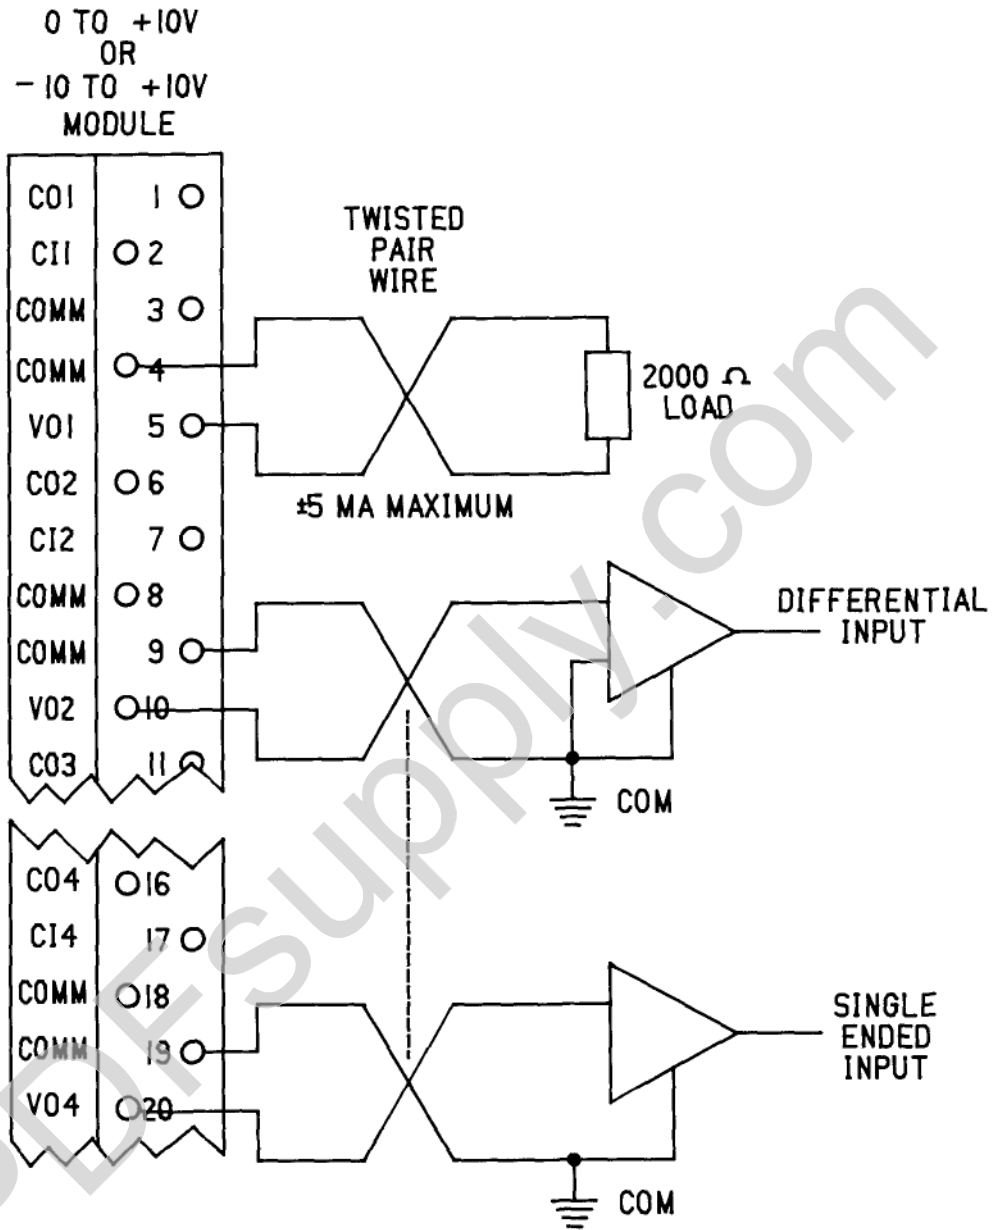 0 TO +10V
OR
-10 TO +10V
MODULE
CO1 1
CI1 2
COMM 3
COMM 4
VO1 5
CO2 6
CI2 7
COMM 8
COMM 9
VO2 10
CO3 11
CO4 16
CI4 17
COMM 18
COMM 19
VO4 20
TWISTED
PAIR
WIRE
2000 Ω
LOAD
±5 MA MAXIMUM
DIFFERENTIAL
INPUT
COM
SINGLE
ENDED
INPUT
COM
PDFsupply.com